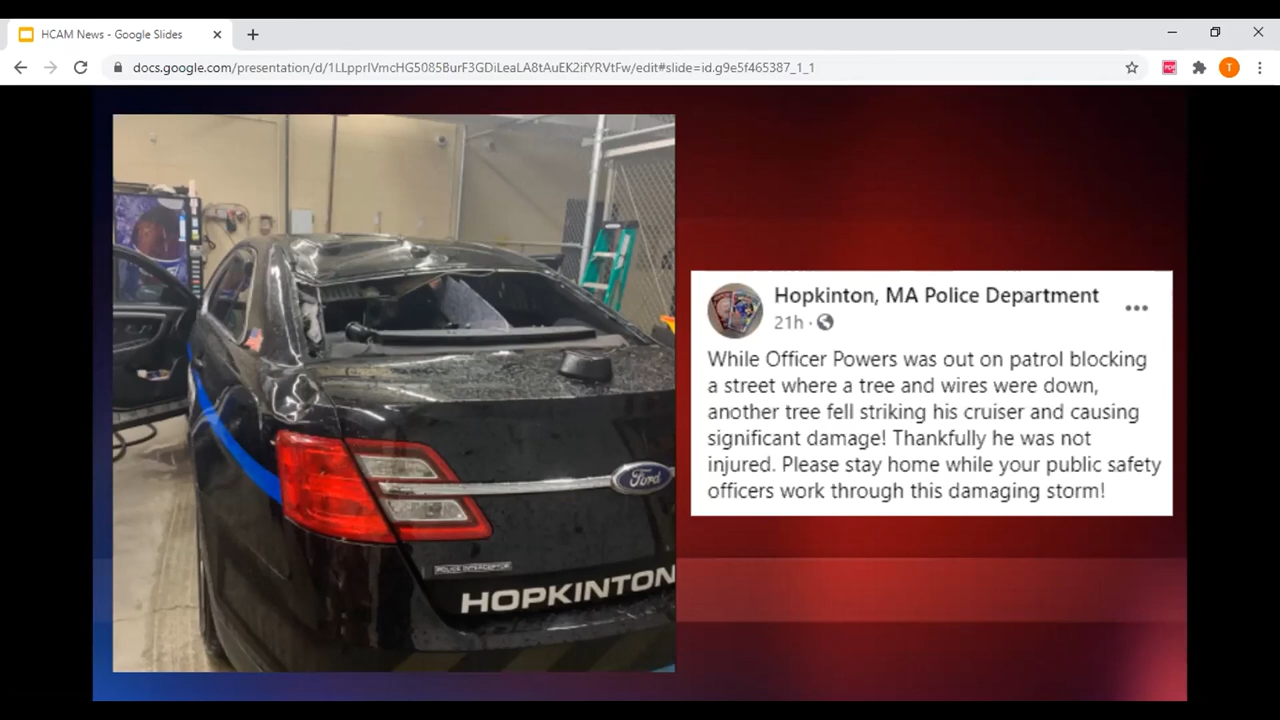 HCAM News - Google Slides
docs.google.com/presentation/d/1LLpprIVmcHG5085BurF3GDiLeaLA8tAuEK2ifYRVtFw/edit#slide=id.g9e5f465387_1_1
PDF
T
Hopkinton, MA Police Department
21h ·
While Officer Powers was out on patrol blocking
a street where a tree and wires were down,
another tree fell striking his cruiser and causing
significant damage! Thankfully he was not
injured. Please stay home while your public safety
officers work through this damaging storm!
Ford
POLICE INTERCEPTOR
HOPKINTON